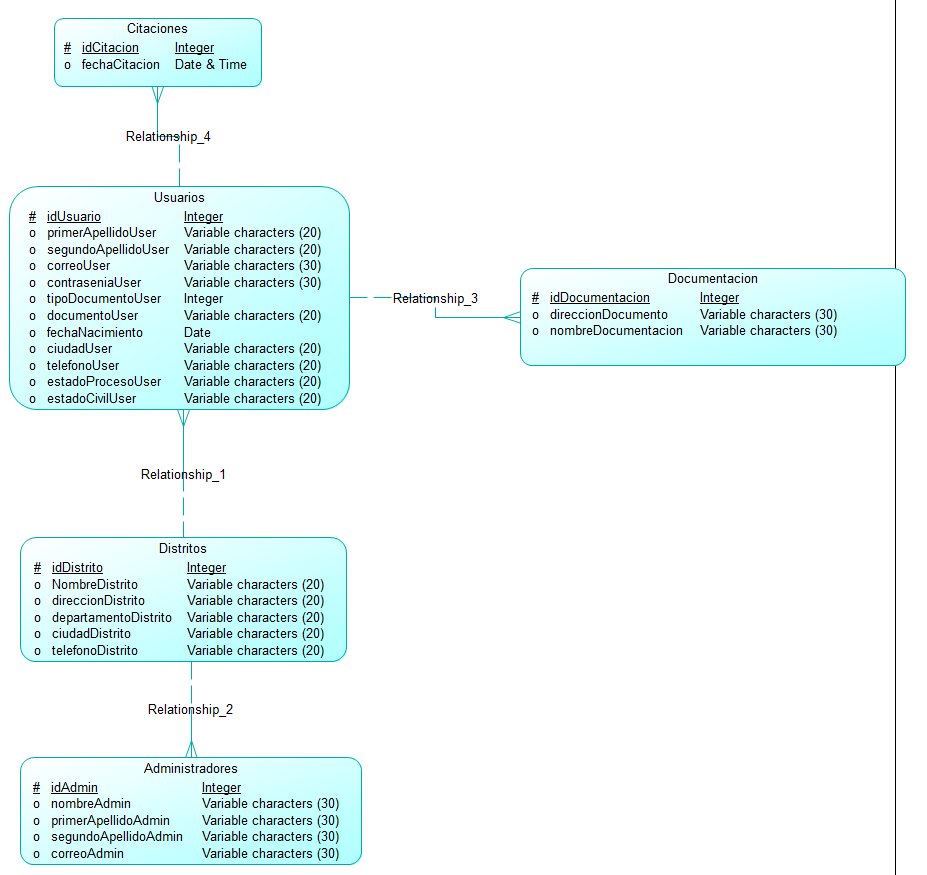 Citaciones
# idCitacion Integer
o fechaCitacion Date & Time
Relationship_4
Usuarios
# idUsuario Integer
o primerApellidoUser Variable characters (20)
o segundoApellidoUser Variable characters (20)
o correoUser Variable characters (30)
o contraseniaUser Variable characters (30)
o tipoDocumentoUser Integer
o documentoUser Variable characters (20)
o fechaNacimiento Date
o ciudadUser Variable characters (20)
o telefonoUser Variable characters (20)
o estadoProcesoUser Variable characters (20)
o estadoCivilUser Variable characters (20)
Relationship_3
Documentacion
# idDocumentacion Integer
o direccionDocumento Variable characters (30)
o nombreDocumentacion Variable characters (30)
Relationship_1
Distritos
# idDistrito Integer
o NombreDistrito Variable characters (20)
o direccionDistrito Variable characters (20)
o departamentoDistrito Variable characters (20)
o ciudadDistrito Variable characters (20)
o telefonoDistrito Variable characters (20)
Relationship_2
Administradores
# idAdmin Integer
o nombreAdmin Variable characters (30)
o primerApellidoAdmin Variable characters (30)
o segundoApellidoAdmin Variable characters (30)
o correoAdmin Variable characters (30)